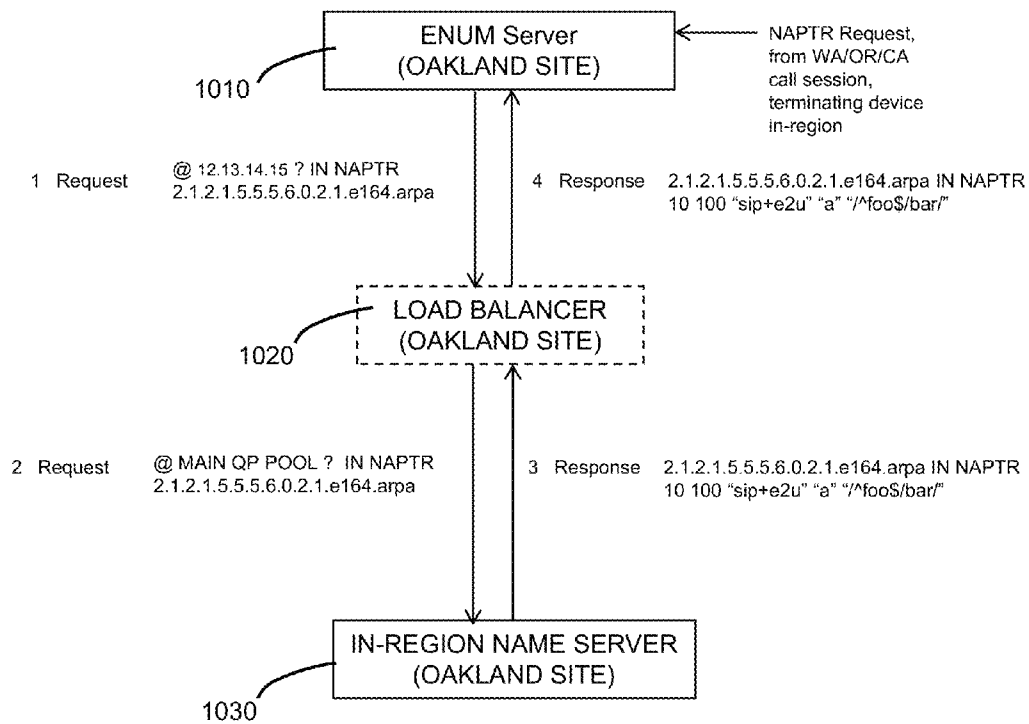 ENUM Server
(OAKLAND SITE)
NAPTR Request,
from WA/OR/CA
call session,
terminating device
in-region
1010
1 Request
@ 12.13.14.15 ? IN NAPTR
2.1.2.1.5.5.5.6.0.2.1.e164.arpa
4 Response
2.1.2.1.5.5.5.6.0.2.1.e164.arpa IN NAPTR
10 100 “sip+e2u” “a” “/^foo$/bar/”
LOAD BALANCER
(OAKLAND SITE)
1020
2 Request
@ MAIN QP POOL ? IN NAPTR
2.1.2.1.5.5.5.6.0.2.1.e164.arpa
3 Response
2.1.2.1.5.5.5.6.0.2.1.e164.arpa IN NAPTR
10 100 “sip+e2u” “a” “/^foo$/bar/”
IN-REGION NAME SERVER
(OAKLAND SITE)
1030